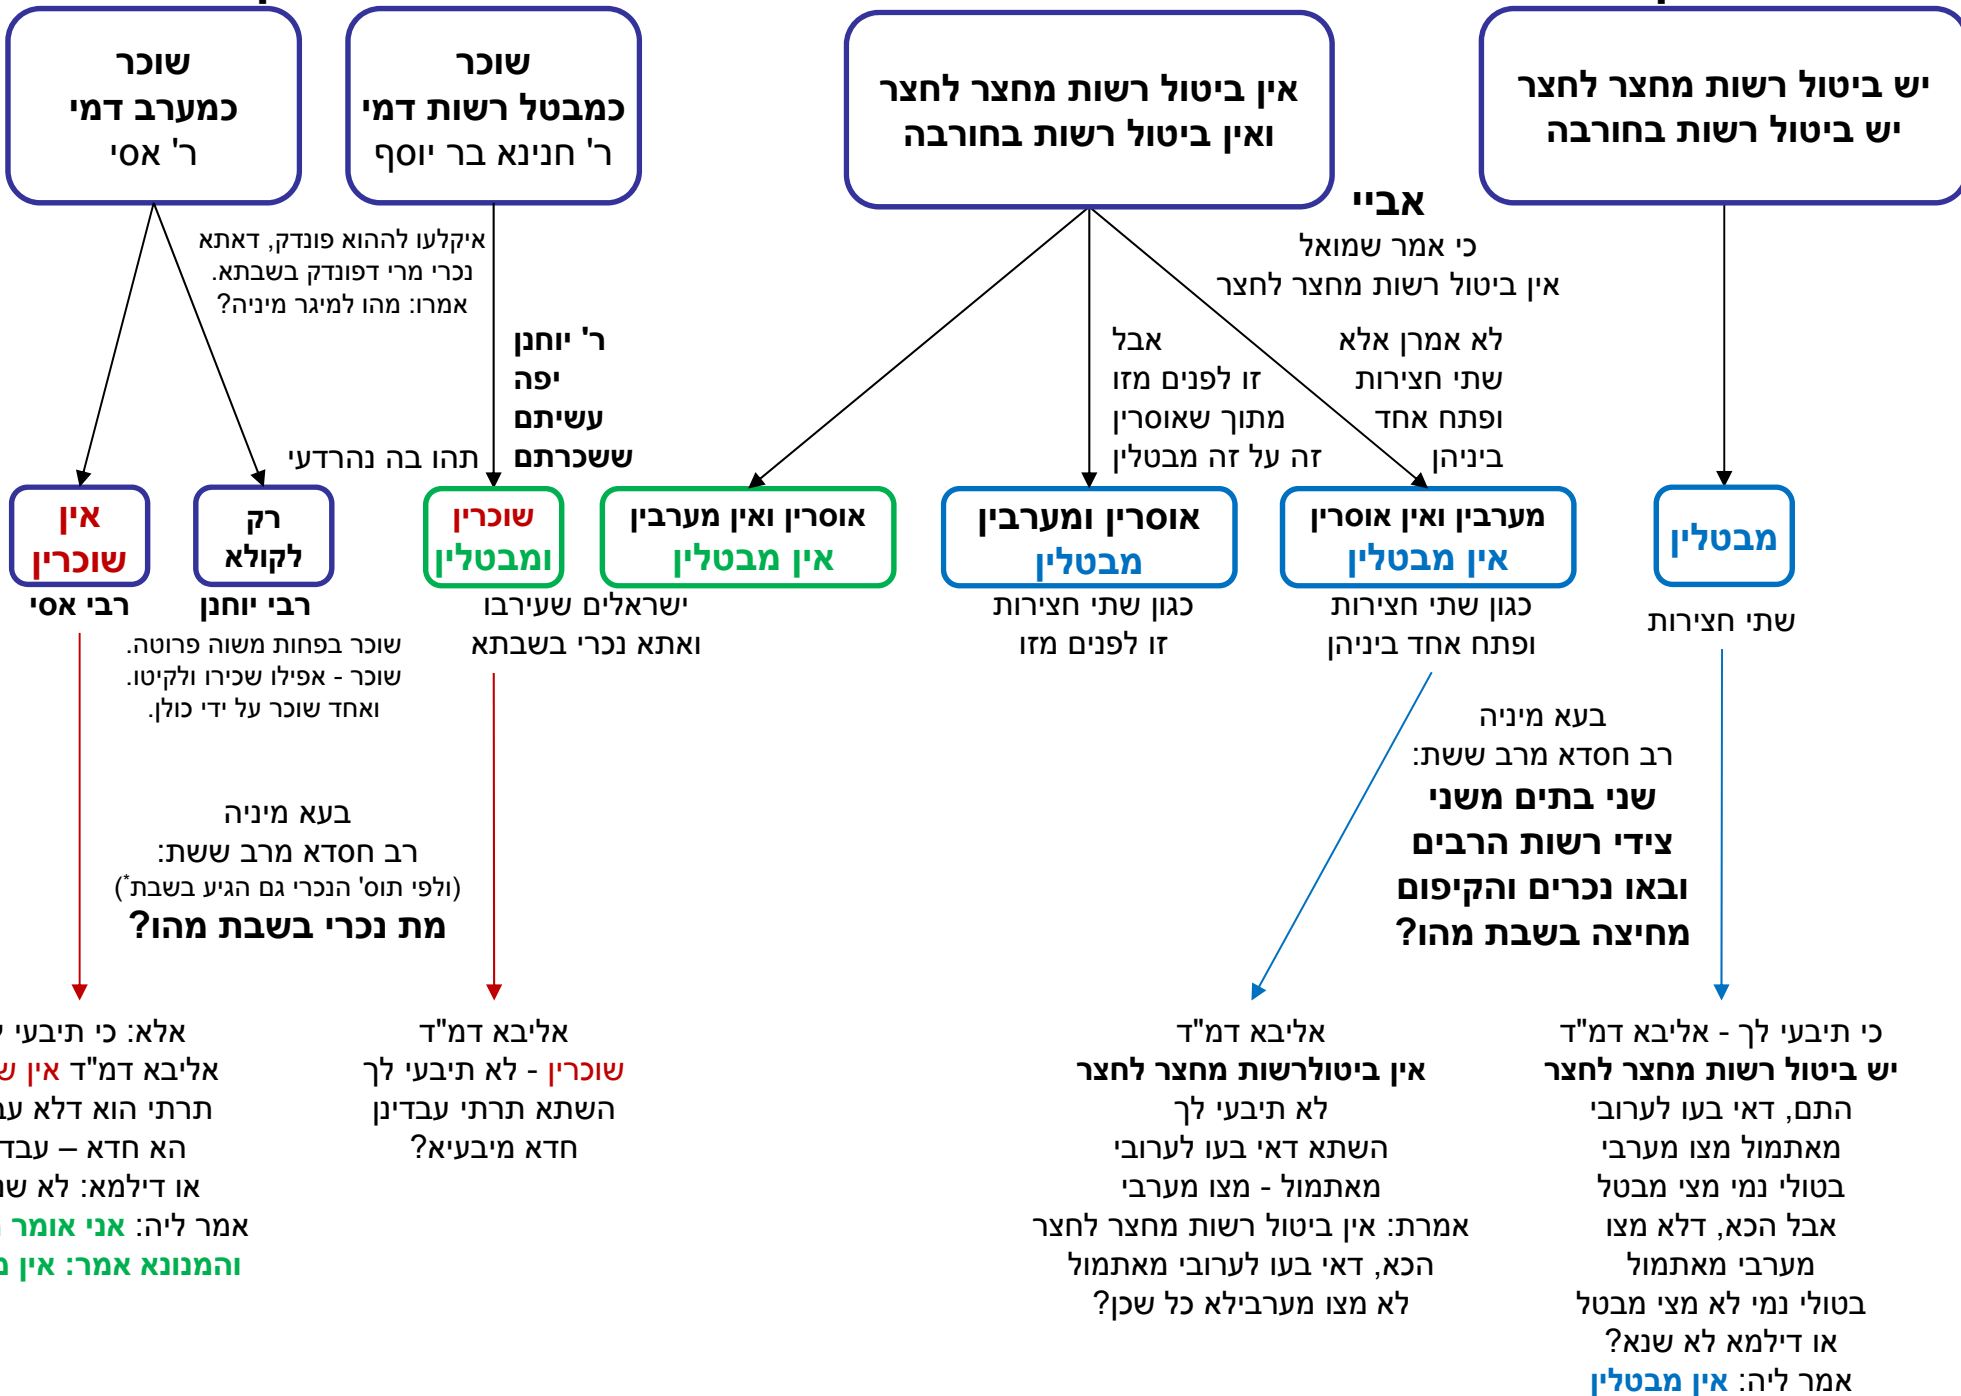 יש ביטול רשות מחצר לחצר
יש ביטול רשות בחורבה
אין ביטול רשות מחצר לחצר
ואין ביטול רשות בחורבה
שוכר
כמבטל רשות דמי
ר' חנינא בר יוסף
שוכר
כמערב דמי
ר' אסי
אביי
כי אמר שמואל
אין ביטול רשות מחצר לחצר
לא אמרן אלא
שתי חצירות
ופתח אחד
ביניהן
אבל
זו לפנים מזו
מתוך שאוסרין
זה על זה מבטלין
איקלעו לההוא פונדק, דאתא
נכרי מרי דפונדק בשבתא.
אמרו: מהו למיגר מיניה?
ר' יוחנן
יפה
עשיתם
ששכרתם
תהו בה נהרדעי
מבטלין
שתי חצירות
מערבין ואין אוסרין
אין מבטלין
כגון שתי חצירות
ופתח אחד ביניהן
אוסרין ומערבין
מבטלין
כגון שתי חצירות
זו לפנים מזו
אוסרין ואין מערבין
אין מבטלין
שוכרין
ומבטלין
ישראלים שעירבו
ואתא נכרי בשבתא
רק
לקולא
רבי יוחנן
שוכר בפחות משוה פרוטה.
שוכר - אפילו שכירו ולקיטו.
ואחד שוכר על ידי כולן.
אין
שוכרין
רבי אסי
בעא מיניה
רב חסדא מרב ששת:
שני בתים משני
צידי רשות הרבים
ובאו נכרים והקיפום
מחיצה בשבת מהו?
בעא מיניה
רב חסדא מרב ששת:
(ולפי תוס' הנכרי גם הגיע בשבת*)
מת נכרי בשבת מהו?
כי תיבעי לך - אליבא דמ"ד
יש ביטול רשות מחצר לחצר
התם, דאי בעו לערובי
מאתמול מצו מערבי
בטולי נמי מצי מבטל
אבל הכא, דלא מצו
מערבי מאתמול
בטולי נמי לא מצי מבטל
או דילמא לא שנא?
אמר ליה: אין מבטלין
אליבא דמ"ד
אין ביטולרשות מחצר לחצר
לא תיבעי לך
השתא דאי בעו לערובי
מאתמול - מצו מערבי
אמרת: אין ביטול רשות מחצר לחצר
הכא, דאי בעו לערובי מאתמול
לא מצו מערבילא כל שכן?
אליבא דמ"ד
שוכרין - לא תיבעי לך
השתא תרתי עבדינן
חדא מיבעיא?
אלא: כי תיבעי
אליבא דמ"ד אין
תרתי הוא דלא
הא חדא – עבד
או דילמא: לא
אמר ליה: אני אומר
והמנונא אמר: אין